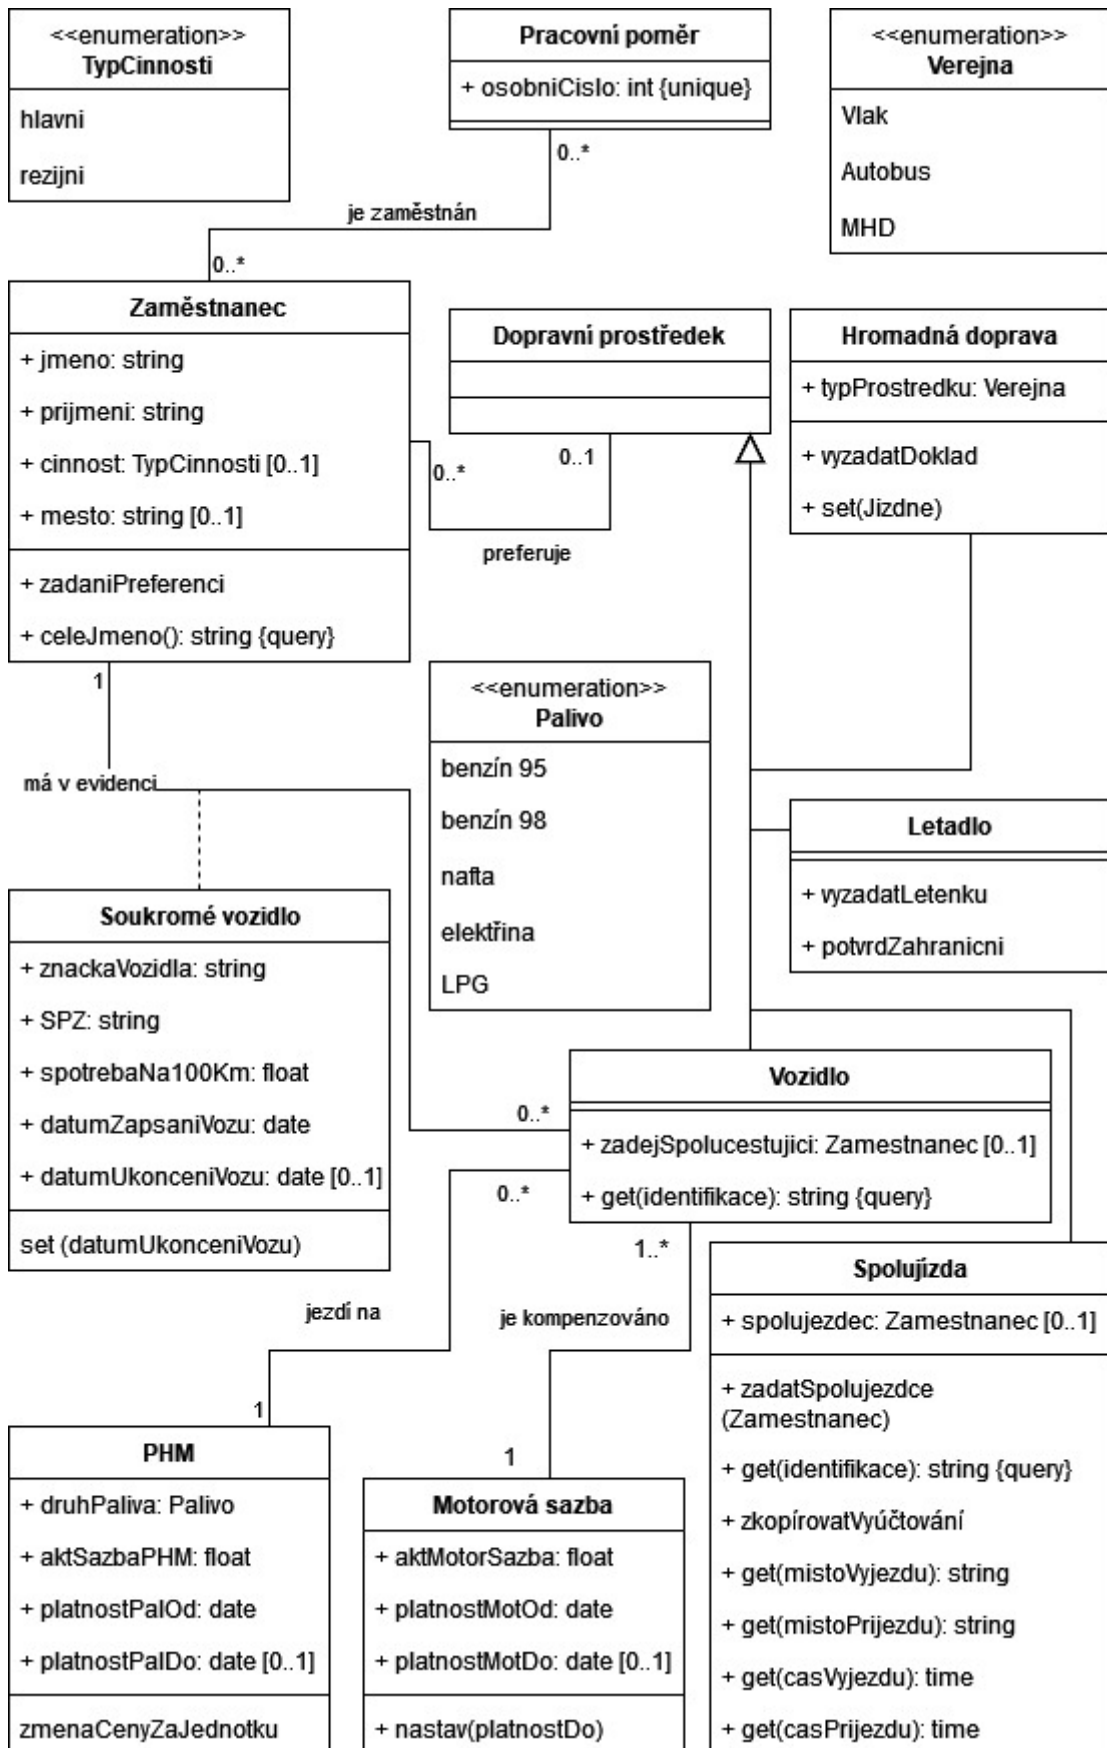 <<enumeration>>
TypCinnosti
hlavni
rezijni
Pracovní poměr
+ osobniCislo: int {unique}
<<enumeration>>
Verejna
Vlak
Autobus
MHD
0..*
je zaměstnán
0..*
Zaměstnanec
+ jmeno: string
+ prijmeni: string
+ cinnost: TypCinnosti [0..1]
+ mesto: string [0..1]
+ zadaniPreferenci
+ celeJmeno(): string {query}
Dopravní prostředek
0..1
0..*
preferuje
Hromadná doprava
+ typProstredku: Verejna
+ vyzadatDoklad
+ set(Jizdne)
1
má v evidenci
<<enumeration>>
Palivo
benzín 95
benzín 98
nafta
elektřina
LPG
Letadlo
+ vyzadatLetenku
+ potvrdZahranicni
Soukromé vozidlo
+ znackaVozidla: string
+ SPZ: string
+ spotrebaNa100Km: float
+ datumZapsaniVozu: date
+ datumUkonceniVozu: date [0..1]
set (datumUkonceniVozu)
0..*
Vozidlo
+ zadejSpolucestujici: Zamestnanec [0..1]
+ get(identifikace): string {query}
0..*
1..*
jezdí na
je kompenzováno
1
1
PHM
+ druhPaliva: Palivo
+ aktSazbaPHM: float
+ platnostPalOd: date
+ platnostPalDo: date [0..1]
zmenaCenyZaJednotku
Motorová sazba
+ aktMotorSazba: float
+ platnostMotOd: date
+ platnostMotDo: date [0..1]
+ nastav(platnostDo)
Spolujízda
+ spolujezdec: Zamestnanec [0..1]
+ zadatSpolujezdce
(Zamestnanec)
+ get(identifikace): string {query}
+ zkopírovatVyúčtování
+ get(mistoVyjezdu): string
+ get(mistoPrijezdu): string
+ get(casVyjezdu): time
+ get(casPrijezdu): time